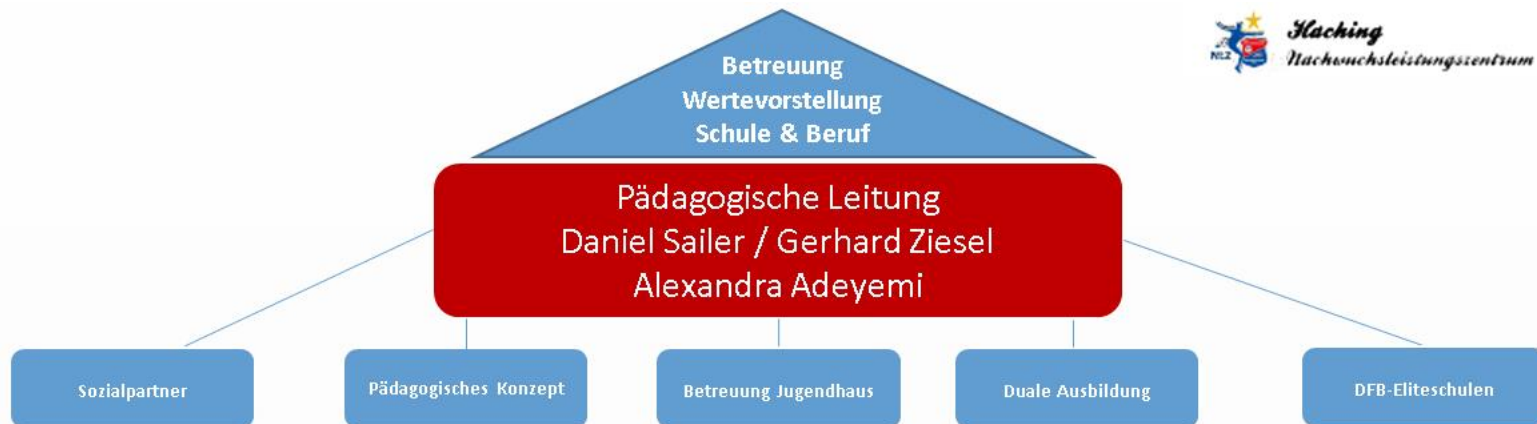 Haching
NLZ Nachwuchsleistungszentrum
Betreuung
Wertevorstellung
Schule & Beruf
Pädagogische Leitung
Daniel Sailer / Gerhard Ziesel
Alexandra Adeyemi
Sozialpartner
Pädagogisches Konzept
Betreuung Jugendhaus
Duale Ausbildung
DFB-Eliteschulen